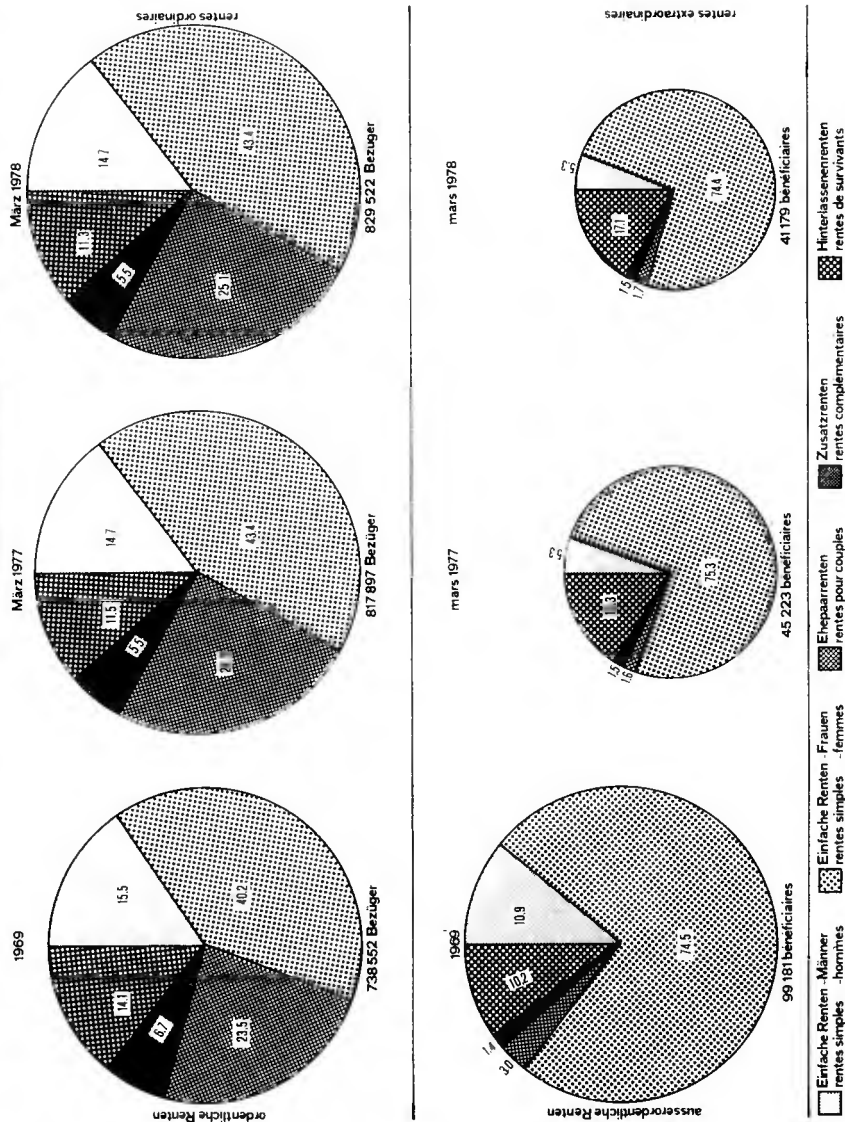 1969
März 1977
März 1978
ordentliche Renten
rentes ordinaires
15.5
40.2
23.5
6.7
14.1
14.7
43.4
5.5
11.5
14.7
43.4
25.1
5.5
11.3
738 552 Bezüger
817 897 Bezüger
829 522 Bezüger
1969
mars 1977
mars 1978
ausserordentliche Renten
rentes extraordinaires
10.9
74.5
3.0
1.4
10.2
5.3
75.3
1.6
1.5
5.3
74.4
1.7
1.5
17.1
99 181 beneficiaires
45 223 beneficiaires
41 179 beneficiaires
Einfache Renten - Männer
rentes simples - hommes
Einfache Renten - Frauen
rentes simples - femmes
Ehepaarrenten
rentes pour couples
Zusatzrenten
rentes complementaires
Hinterlassenenrenten
rentes de survivants